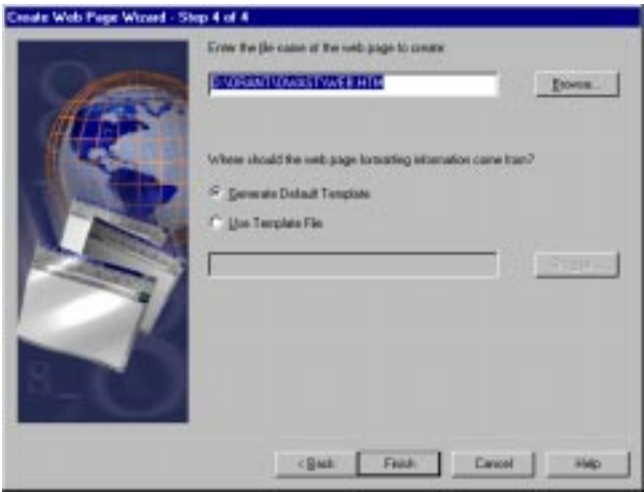 Create Web Page Wizard - Step 4 of 4
Enter the file name of the web page to create:
Browse...
Where should the web page formatting information come from?
Generate Default Template
Use Template File
< Back
Finish
Cancel
Help